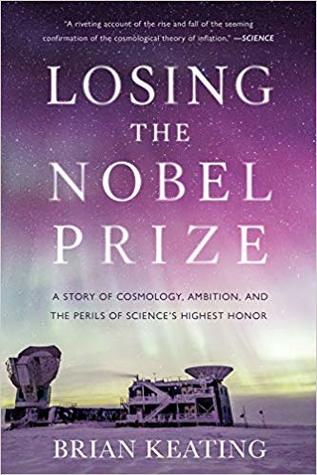 "A riveting account of the rise and fall of the seeming
confirmation of the cosmological theory of inflation." —SCIENCE
LOSING
THE
NOBEL
PRIZE
A STORY OF COSMOLOGY, AMBITION, AND
THE PERILS OF SCIENCE'S HIGHEST HONOR
BRIAN KEATING